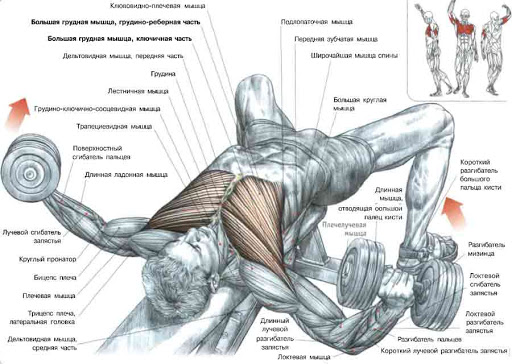 Клювовидно-плечевая мышца
Большая грудная мышца, грудино-реберная часть
Большая грудная мышца, ключичная часть
Дельтовидная мышца, передняя часть
Грудина
Лестничная мышца
Грудино-ключично-сосцевидная мышца
Трапециевидная мышца
Поверхностный
сгибатель пальцев
Длинная ладонная мышца
Лучевой сгибатель
запястья
Круглый пронатор
Бицепс плеча
Плечевая мышца
Трицепс плеча,
латеральная головка
Дельтовидная мышца,
средняя часть
Подлопаточная мышца
Передняя зубчатая мышца
Широчайшая мышца спины
Большая круглая
мышца
Короткий
разгибатель
большого
пальца кисти
Длинная
мышца,
отводящая большой
палец кисти
Плечелучевая
мышца
Разгибатель
мизинца
Локтевой
сгибатель
запястья
Локтевой
разгибатель
запястья
Разгибатель пальцев
Короткий лучевой разгибатель запястья
Длинный
лучевой
разгибатель
запястья
Локтевая мышца